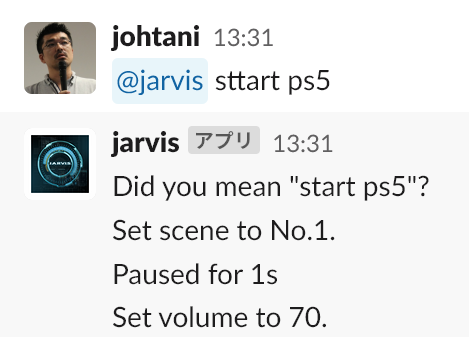 johtani 13:31
@jarvis sttart ps5
JARVIS
jarvis アプリ 13:31
Did you mean "start ps5"?
Set scene to No.1.
Paused for 1s
Set volume to 70.